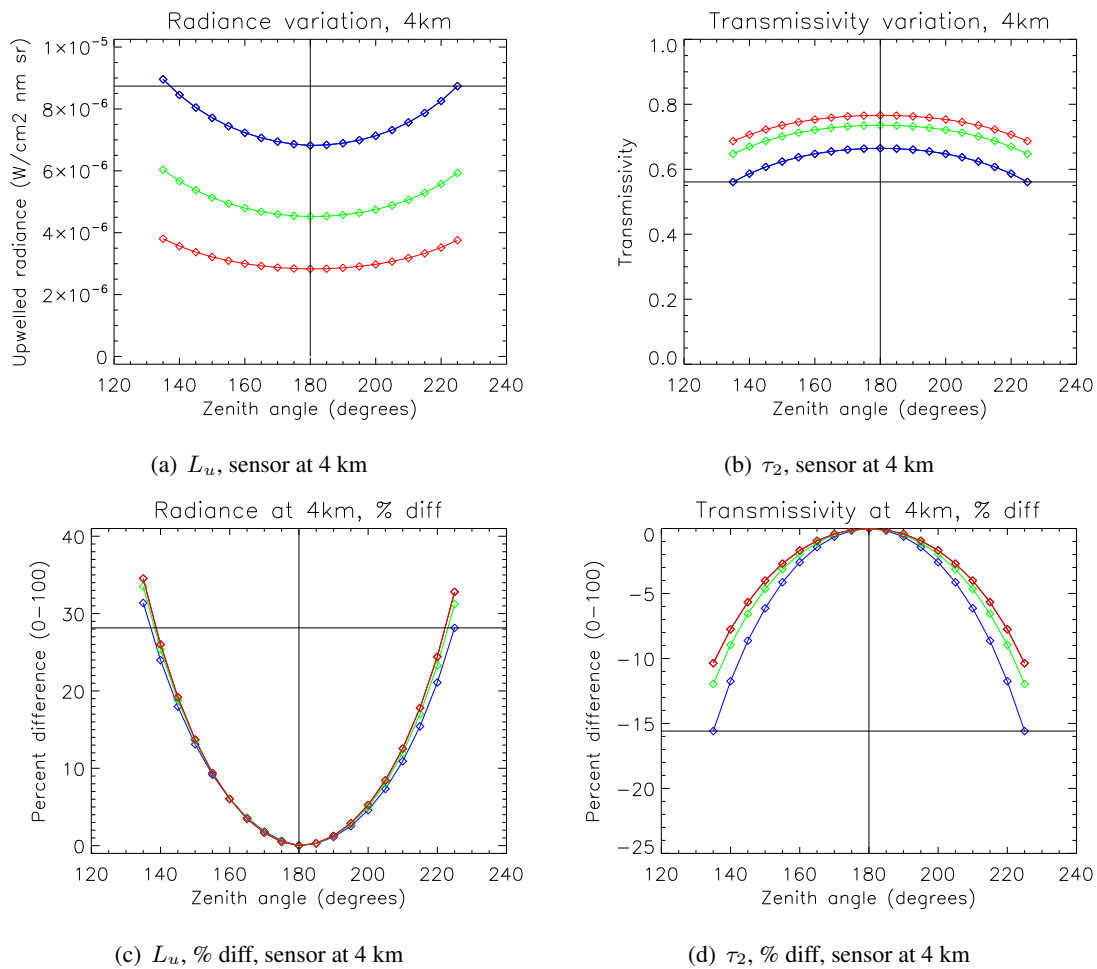 Radiance variation, 4km
Upwelled radiance (W/cm2 nm sr)
1×10⁻⁵
8×10⁻⁶
6×10⁻⁶
4×10⁻⁶
2×10⁻⁶
0
120 140 160 180 200 220 240
Zenith angle (degrees)
(a) Lᵤ, sensor at 4 km
Transmissivity variation, 4km
Transmissivity
1.0
0.8
0.6
0.4
0.2
0.0
120 140 160 180 200 220 240
Zenith angle (degrees)
(b) τ₂, sensor at 4 km
Radiance at 4km, % diff
Percent difference (0-100)
40
30
20
10
0
120 140 160 180 200 220 240
Zenith angle (degrees)
(c) Lᵤ, % diff, sensor at 4 km
Transmissivity at 4km, % diff
Percent difference (0-100)
0
-5
-10
-15
-20
-25
120 140 160 180 200 220 240
Zenith angle (degrees)
(d) τ₂, % diff, sensor at 4 km